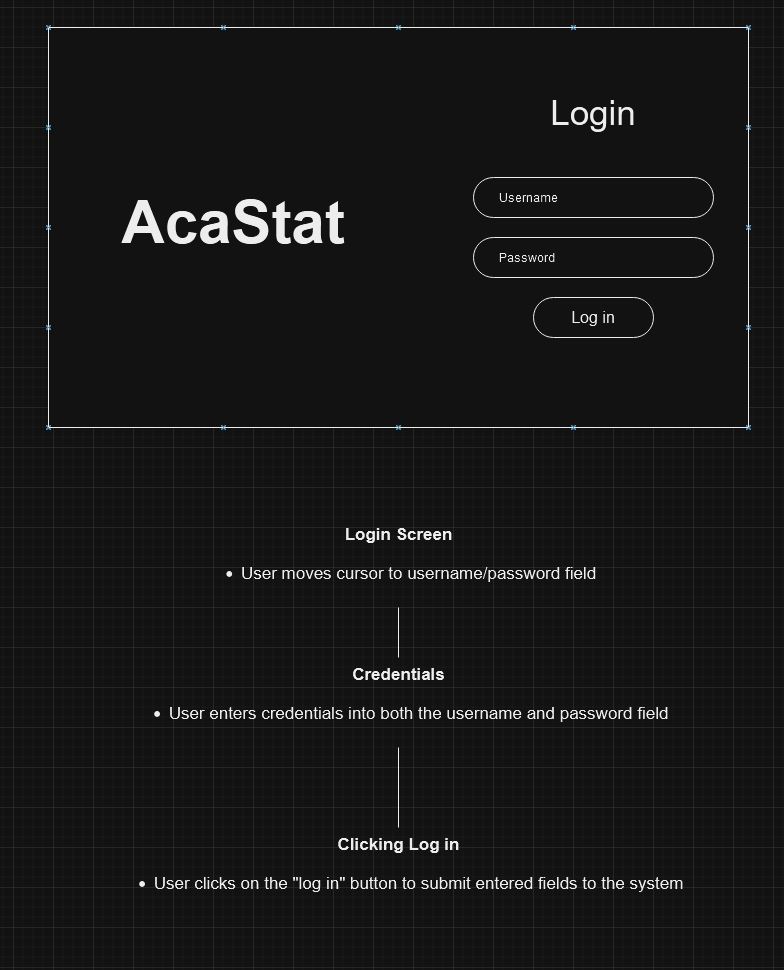 Login
AcaStat
Username
Password
Log in
Login Screen
• User moves cursor to username/password field
Credentials
• User enters credentials into both the username and password field
Clicking Log in
• User clicks on the "log in" button to submit entered fields to the system